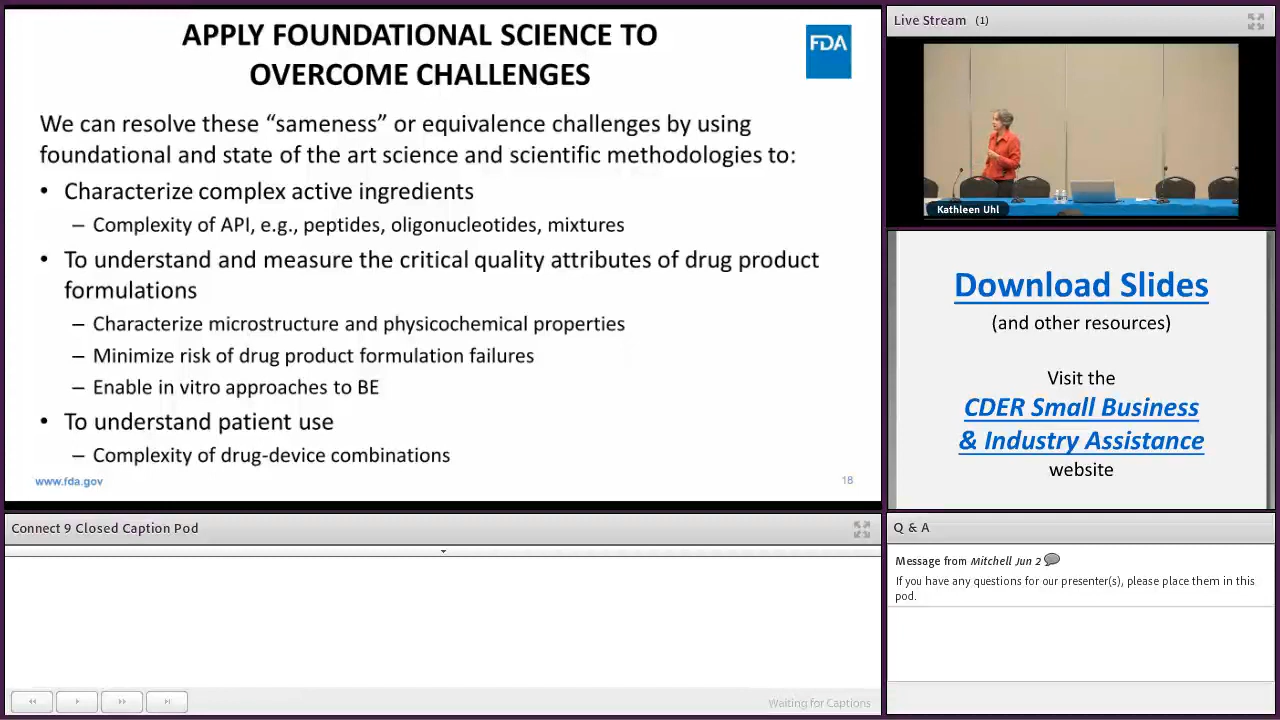 APPLY FOUNDATIONAL SCIENCE TO
OVERCOME CHALLENGES
FDA
We can resolve these “sameness” or equivalence challenges by using
foundational and state of the art science and scientific methodologies to:
• Characterize complex active ingredients
– Complexity of API, e.g., peptides, oligonucleotides, mixtures
• To understand and measure the critical quality attributes of drug product
formulations
– Characterize microstructure and physicochemical properties
– Minimize risk of drug product formulation failures
– Enable in vitro approaches to BE
• To understand patient use
– Complexity of drug-device combinations
www.fda.gov
18
Live Stream (1)
Kathleen Uhl
Download Slides
(and other resources)
Visit the
CDER Small Business
& Industry Assistance
website
Connect 9 Closed Caption Pod
Waiting for Captions
Q & A
Message from Mitchell Jun 2
If you have any questions for our presenter(s), please place them in this
pod.